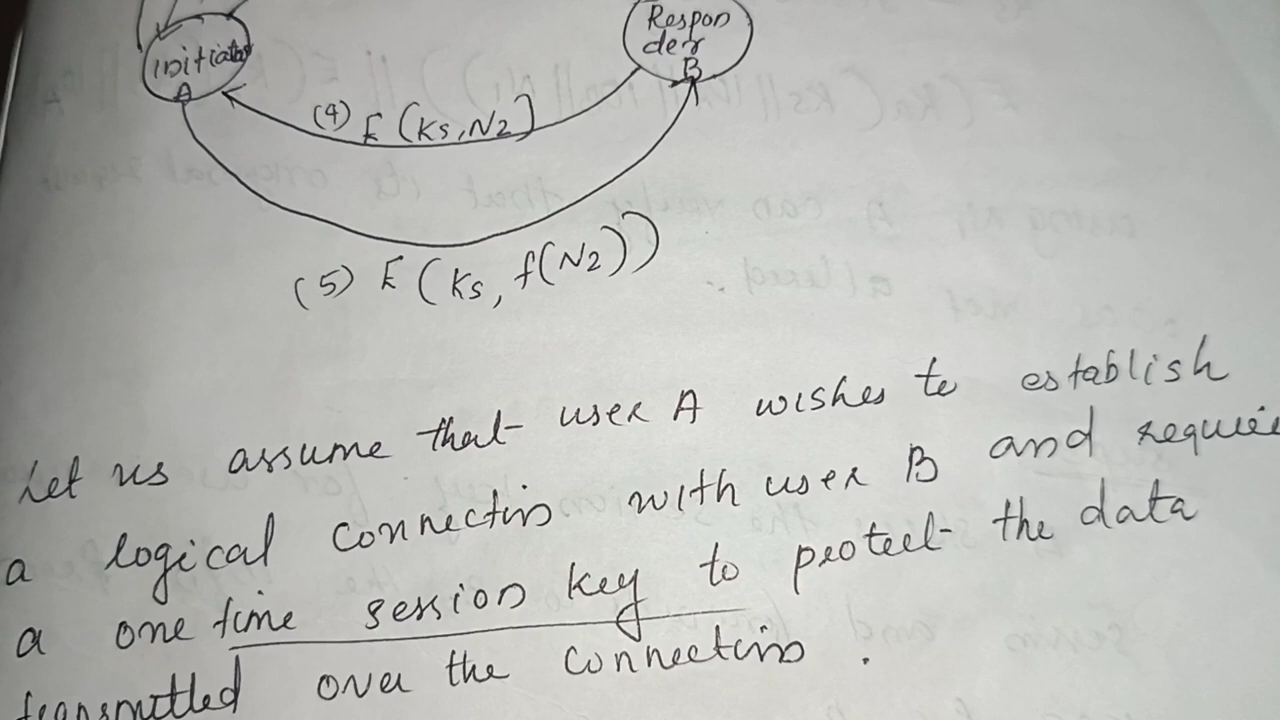 Initiator
A
Respon
der
B
(4) E (Ks, N2]
(5) E (Ks, f(N2))
Let us assume that user A wishes to establish
a logical connection with user B and requires
a one time session key to protect the data
transmitted over the connection.